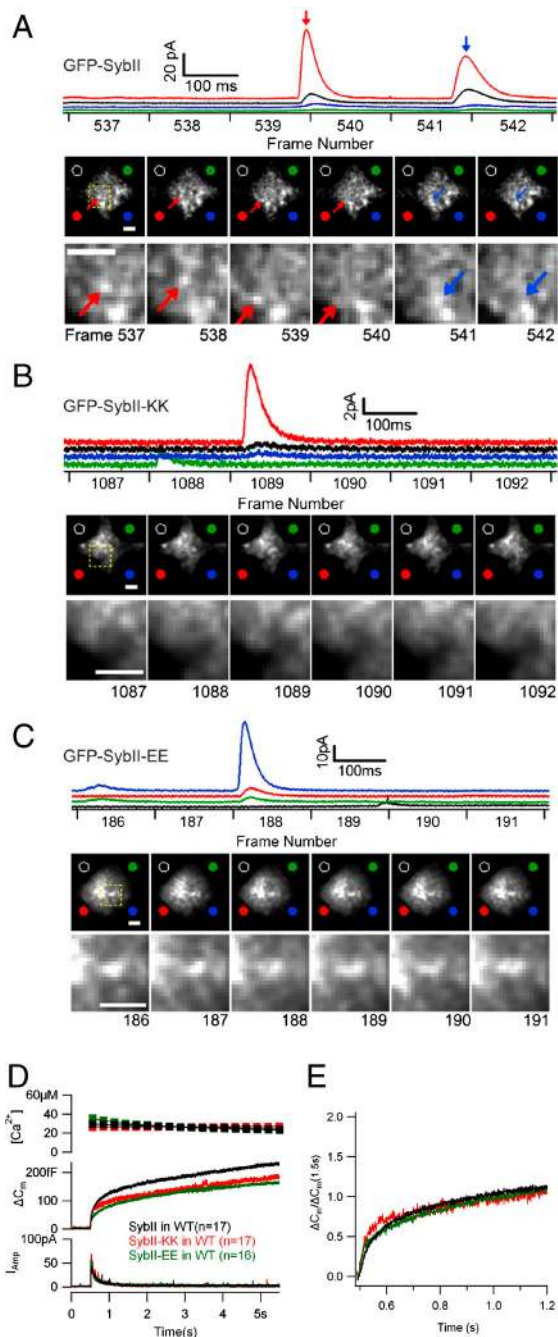 A
GFP-SybII
20 pA
100 ms
537 538 539 540 541 542
Frame Number
Frame 537 538 539 540 541 542
B
GFP-SybII-KK
2pA
100ms
1087 1088 1089 1090 1091 1092
Frame Number
1087 1088 1089 1090 1091 1092
C
GFP-SybII-EE
10pA
100ms
186 187 188 189 190 191
Frame Number
186 187 188 189 190 191
D
60µM
40
20
0
[Ca²⁺]
200fF
100
0
ΔCm
SybII in WT(n=17)
SybII-KK in WT (n=17)
SybII-EE in WT (n=16)
100pA
50
0
IAmp
0 1 2 3 4 5s
Time(s)
E
2.0
1.5
1.0
0.5
0.0
ΔCm/ΔCm(1.5s)
0.6 0.8 1.0 1.2
Time (s)